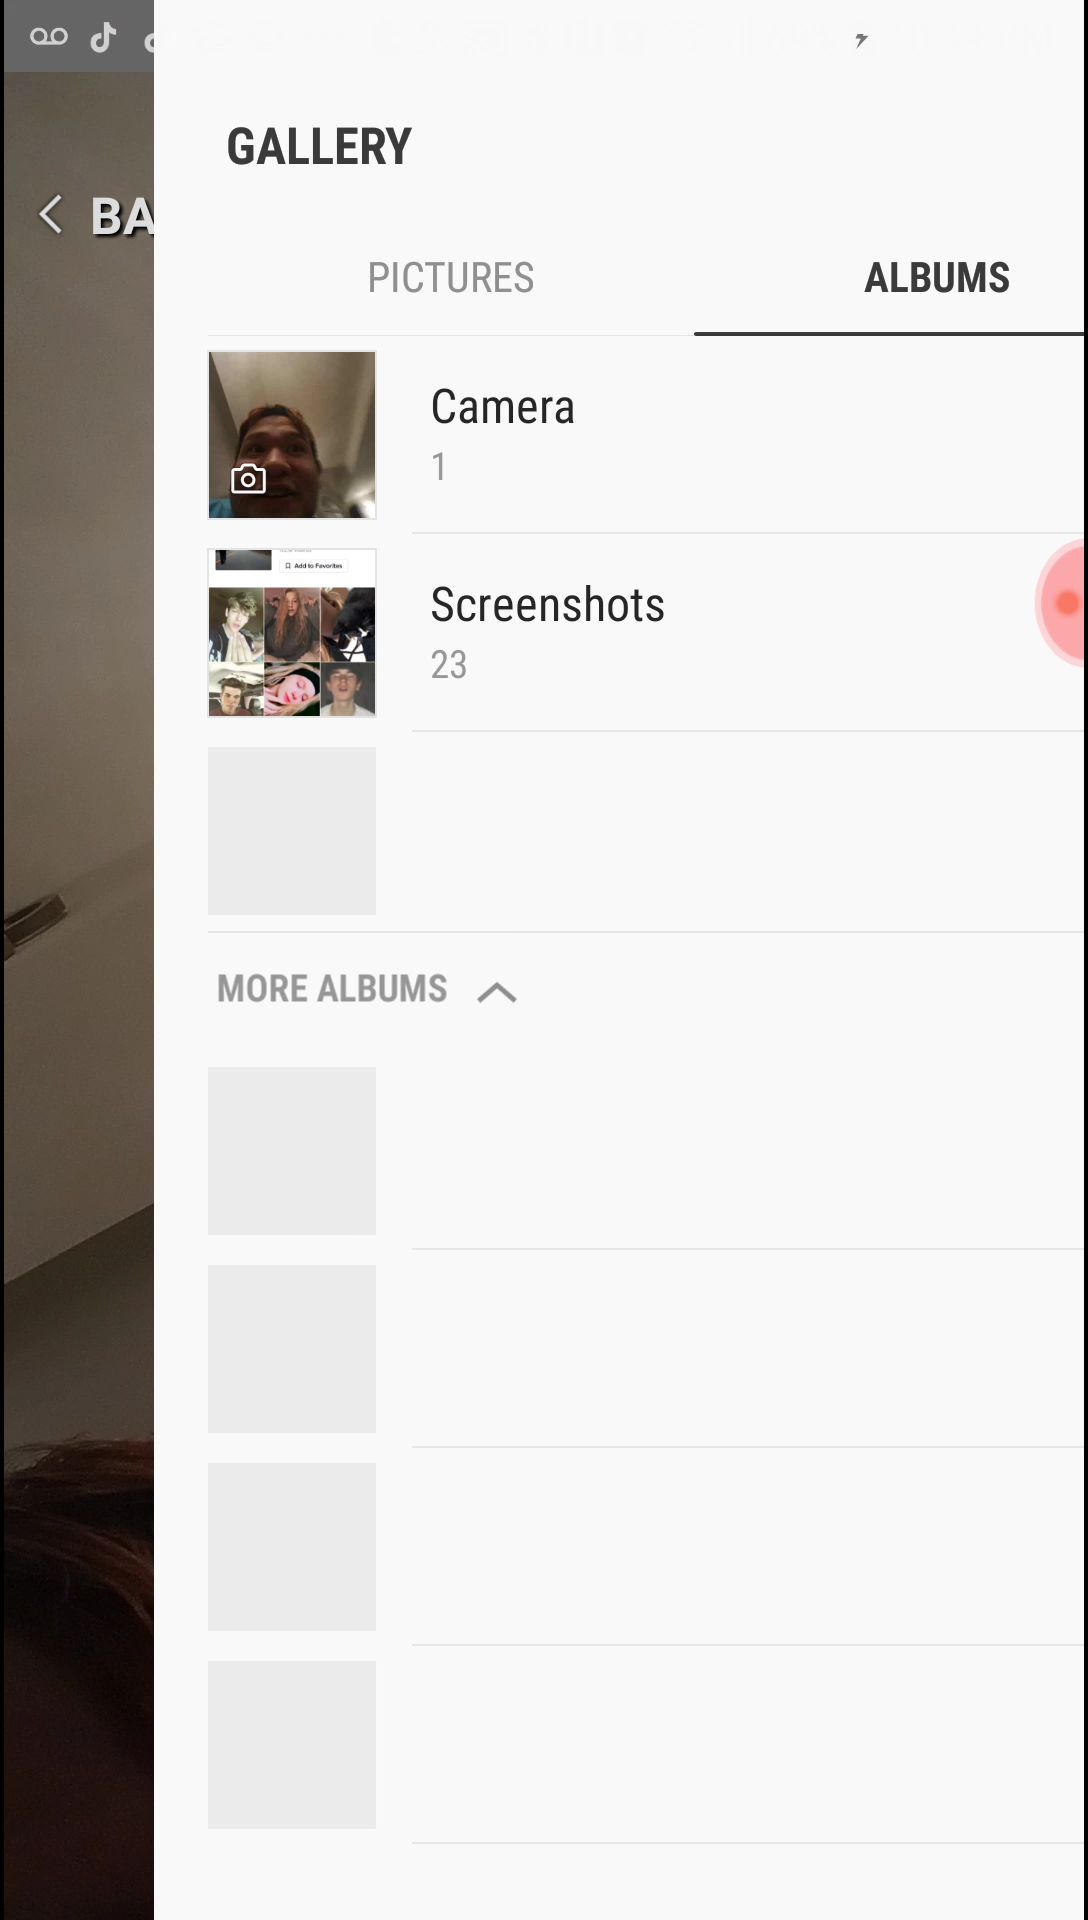 BA
GALLERY
PICTURES
ALBUMS
Camera
1
Add to Favorites
Screenshots
23
MORE ALBUMS